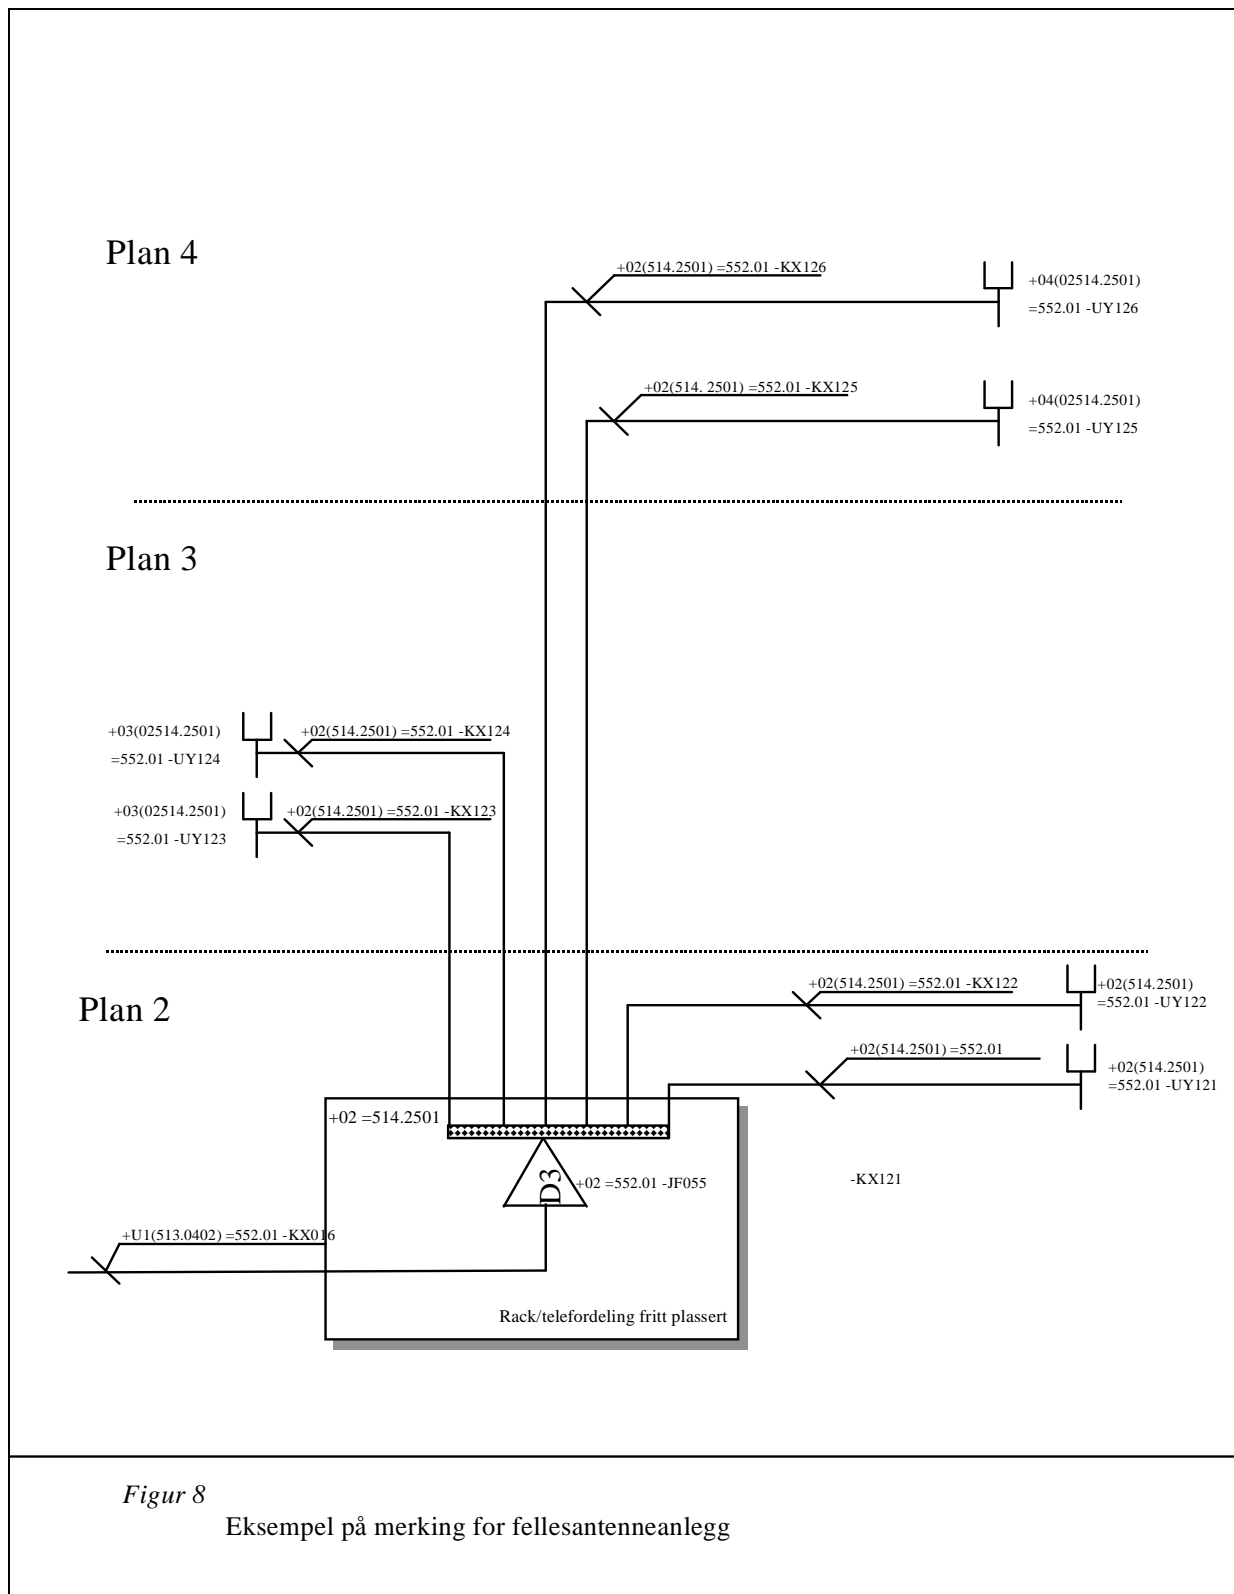 Plan 4
+02(514.2501) =552.01 -KX126
+04(02514.2501)
=552.01 -UY126
+02(514. 2501) =552.01 -KX125
+04(02514.2501)
=552.01 -UY125
Plan 3
+03(02514.2501)
=552.01 -UY124
+02(514.2501) =552.01 -KX124
+03(02514.2501)
=552.01 -UY123
+02(514.2501) =552.01 -KX123
Plan 2
+02(514.2501) =552.01 -KX122
+02(514.2501)
=552.01 -UY122
+02(514.2501) =552.01
+02(514.2501)
=552.01 -UY121
+02 =514.2501
D3
+02 =552.01 -JF055
-KX121
+U1(513.0402) =552.01 -KX016
Rack/telefordeling fritt plassert
Figur 8
Eksempel på merking for fellesantenneanlegg